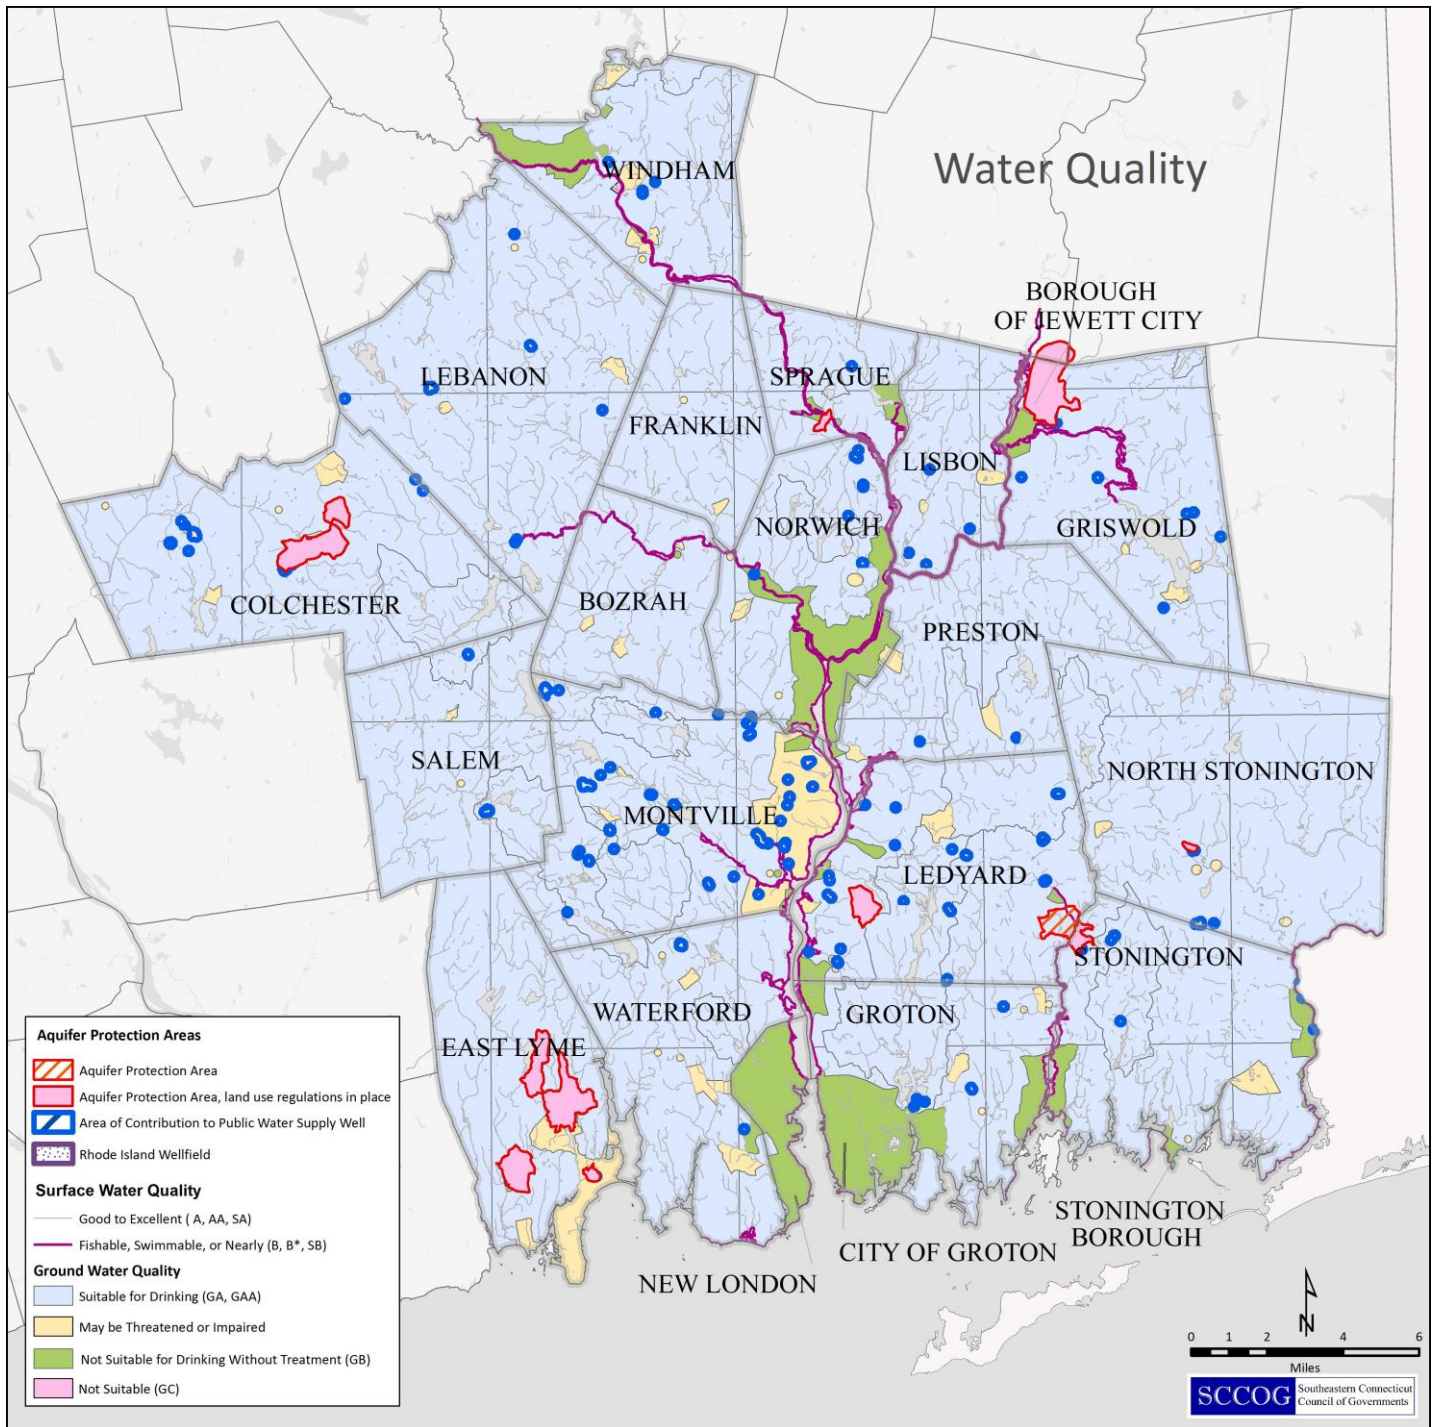 Water Quality
WINDHAM
BOROUGH
OF JEWETT CITY
LEBANON
SPRAGUE
FRANKLIN
LISBON
NORWICH
GRISWOLD
COLCHESTER
BOZRAH
PRESTON
SALEM
NORTH STONINGTON
MONTVILLE
LEDYARD
STONINGTON
WATERFORD
GROTON
EAST LYME
STONINGTON
BOROUGH
CITY OF GROTON
NEW LONDON
Aquifer Protection Areas
Aquifer Protection Area
Aquifer Protection Area, land use regulations in place
Area of Contribution to Public Water Supply Well
Rhode Island Wellfield
Surface Water Quality
Good to Excellent ( A, AA, SA)
Fishable, Swimmable, or Nearly (B, B*, SB)
Ground Water Quality
Suitable for Drinking (GA, GAA)
May be Threatened or Impaired
Not Suitable for Drinking Without Treatment (GB)
Not Suitable (GC)
N
0 1 2 4 6
Miles
SCCOG
Southeastern Connecticut
Council of Governments